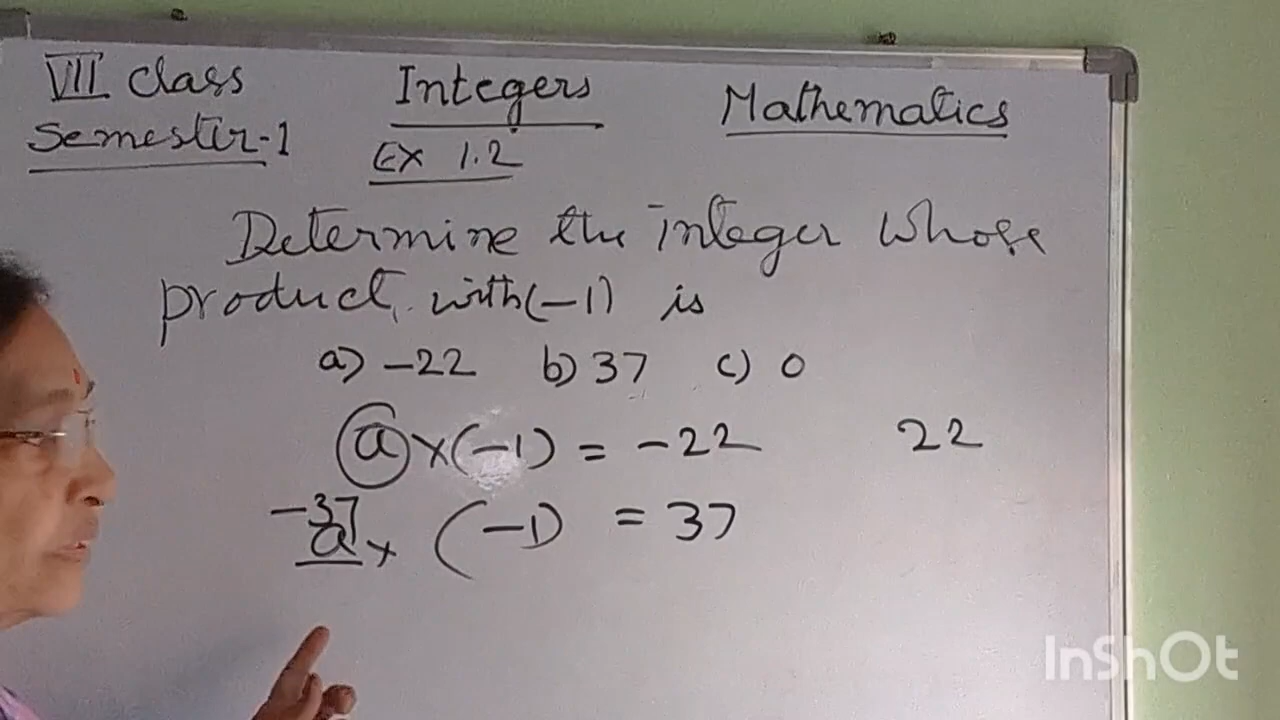 VII Class Integers Mathematics
Semester-1 Ex 1.2
Determine the integer whose
product with (-1) is
a) -22 b) 37 c) 0
a x (-1) = -22 22
-37
a x (-1) = 37
InShOt